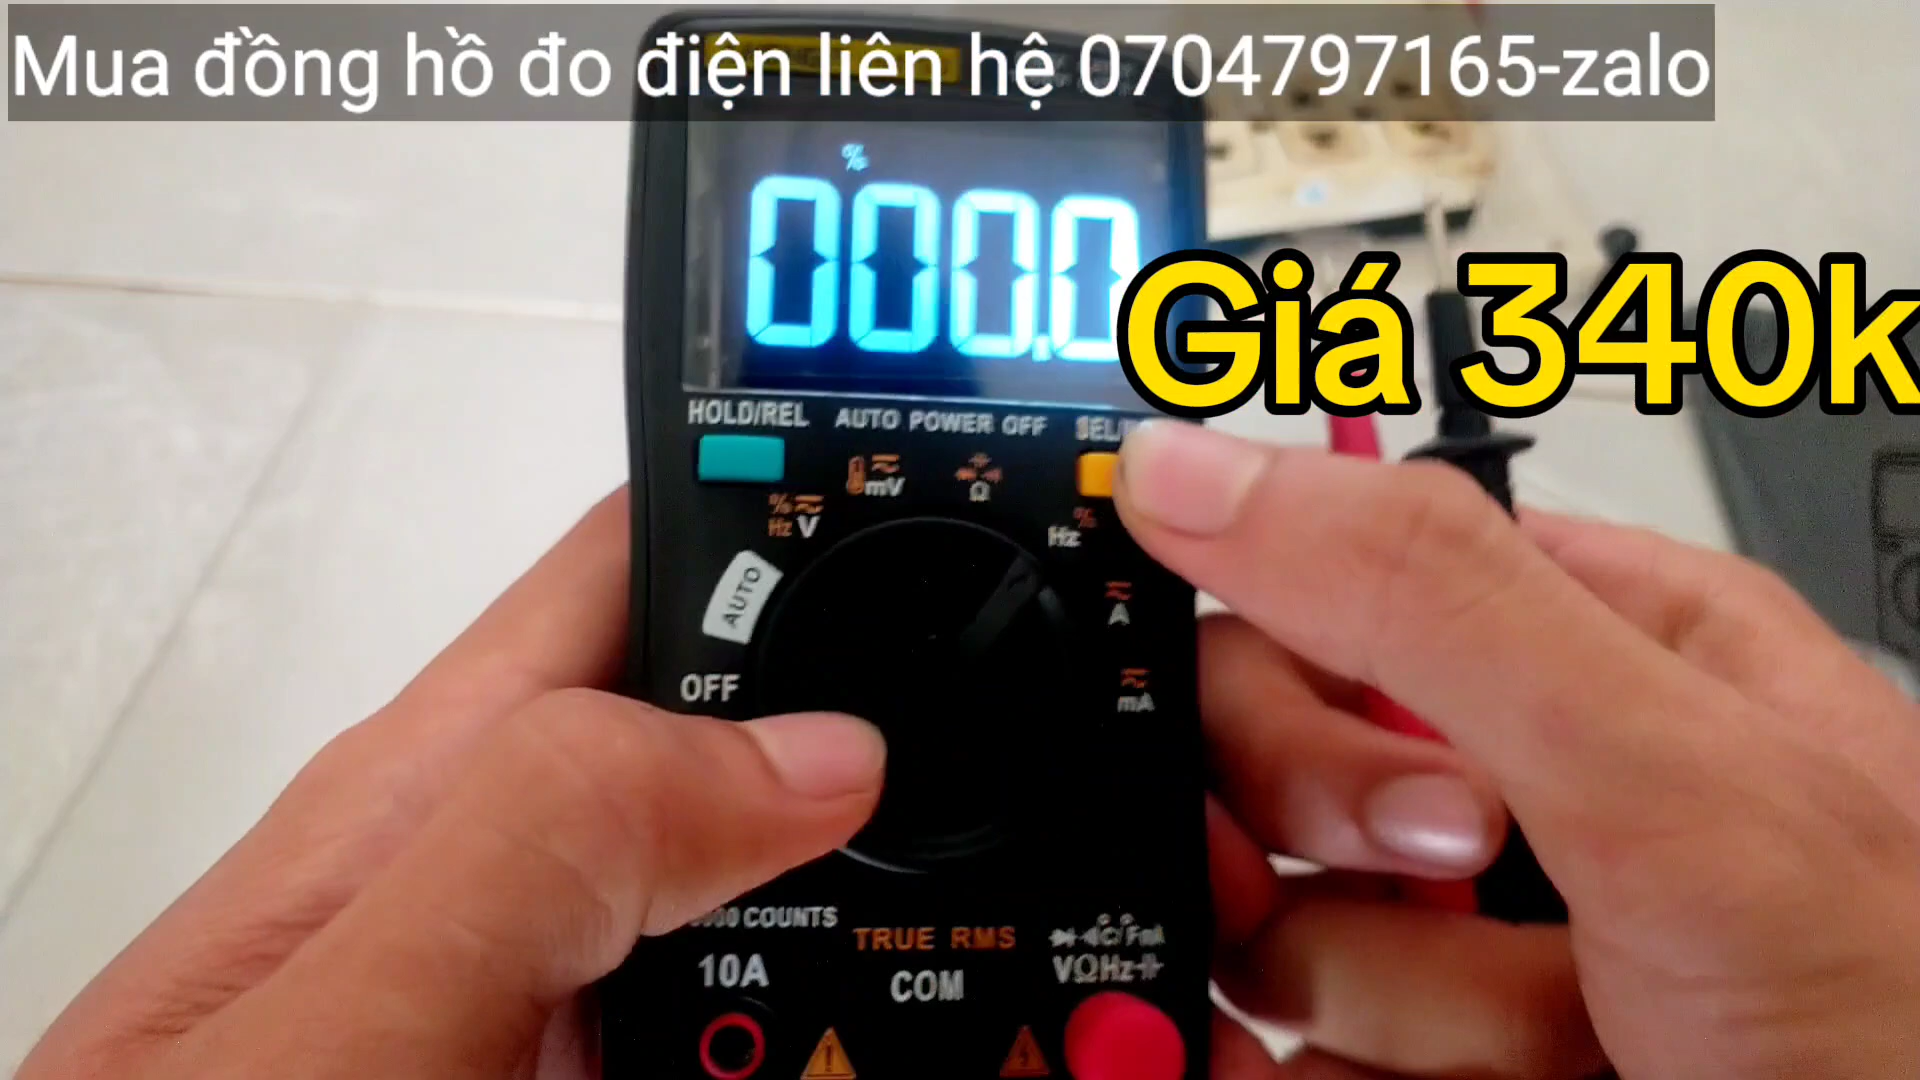 Mua đồng hồ đo điện liên hệ 0704797165-zalo
%
000.0
Giá 340k
HOLD/REL
AUTO POWER OFF
mV
Ω
% Hz V
Hz %
AUTO
A
OFF
mA
COUNTS
TRUE RMS
10A
COM
VΩHz